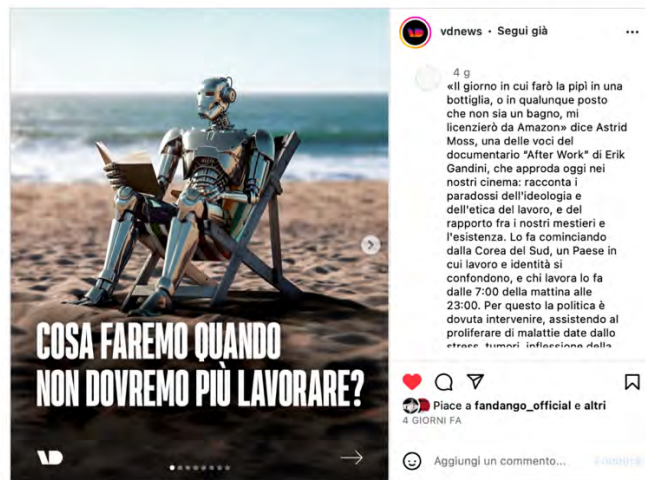 COSA FAREMO QUANDO
NON DOVREMO PIÙ LAVORARE?
vdnews • Segui già
4 g
«Il giorno in cui farò la pipì in una
bottiglia, o in qualunque posto
che non sia un bagno, mi
licenzierò da Amazon» dice Astrid
Moss, una delle voci del
documentario "After Work" di Erik
Gandini, che approda oggi nei
nostri cinema: racconta i
paradossi dell'ideologia e
dell'etica del lavoro, e del
rapporto fra i nostri mestieri e
l'esistenza. Lo fa cominciando
dalla Corea del Sud, un Paese in
cui lavoro e identità si
confondono, e chi lavora lo fa
dalle 7:00 della mattina alle
23:00. Per questo la politica è
dovuta intervenire, assistendo al
proliferare di malattie date dallo
stress, tumori, inflessione della
Piace a fandango_official e altri
4 GIORNI FA
Aggiungi un commento...